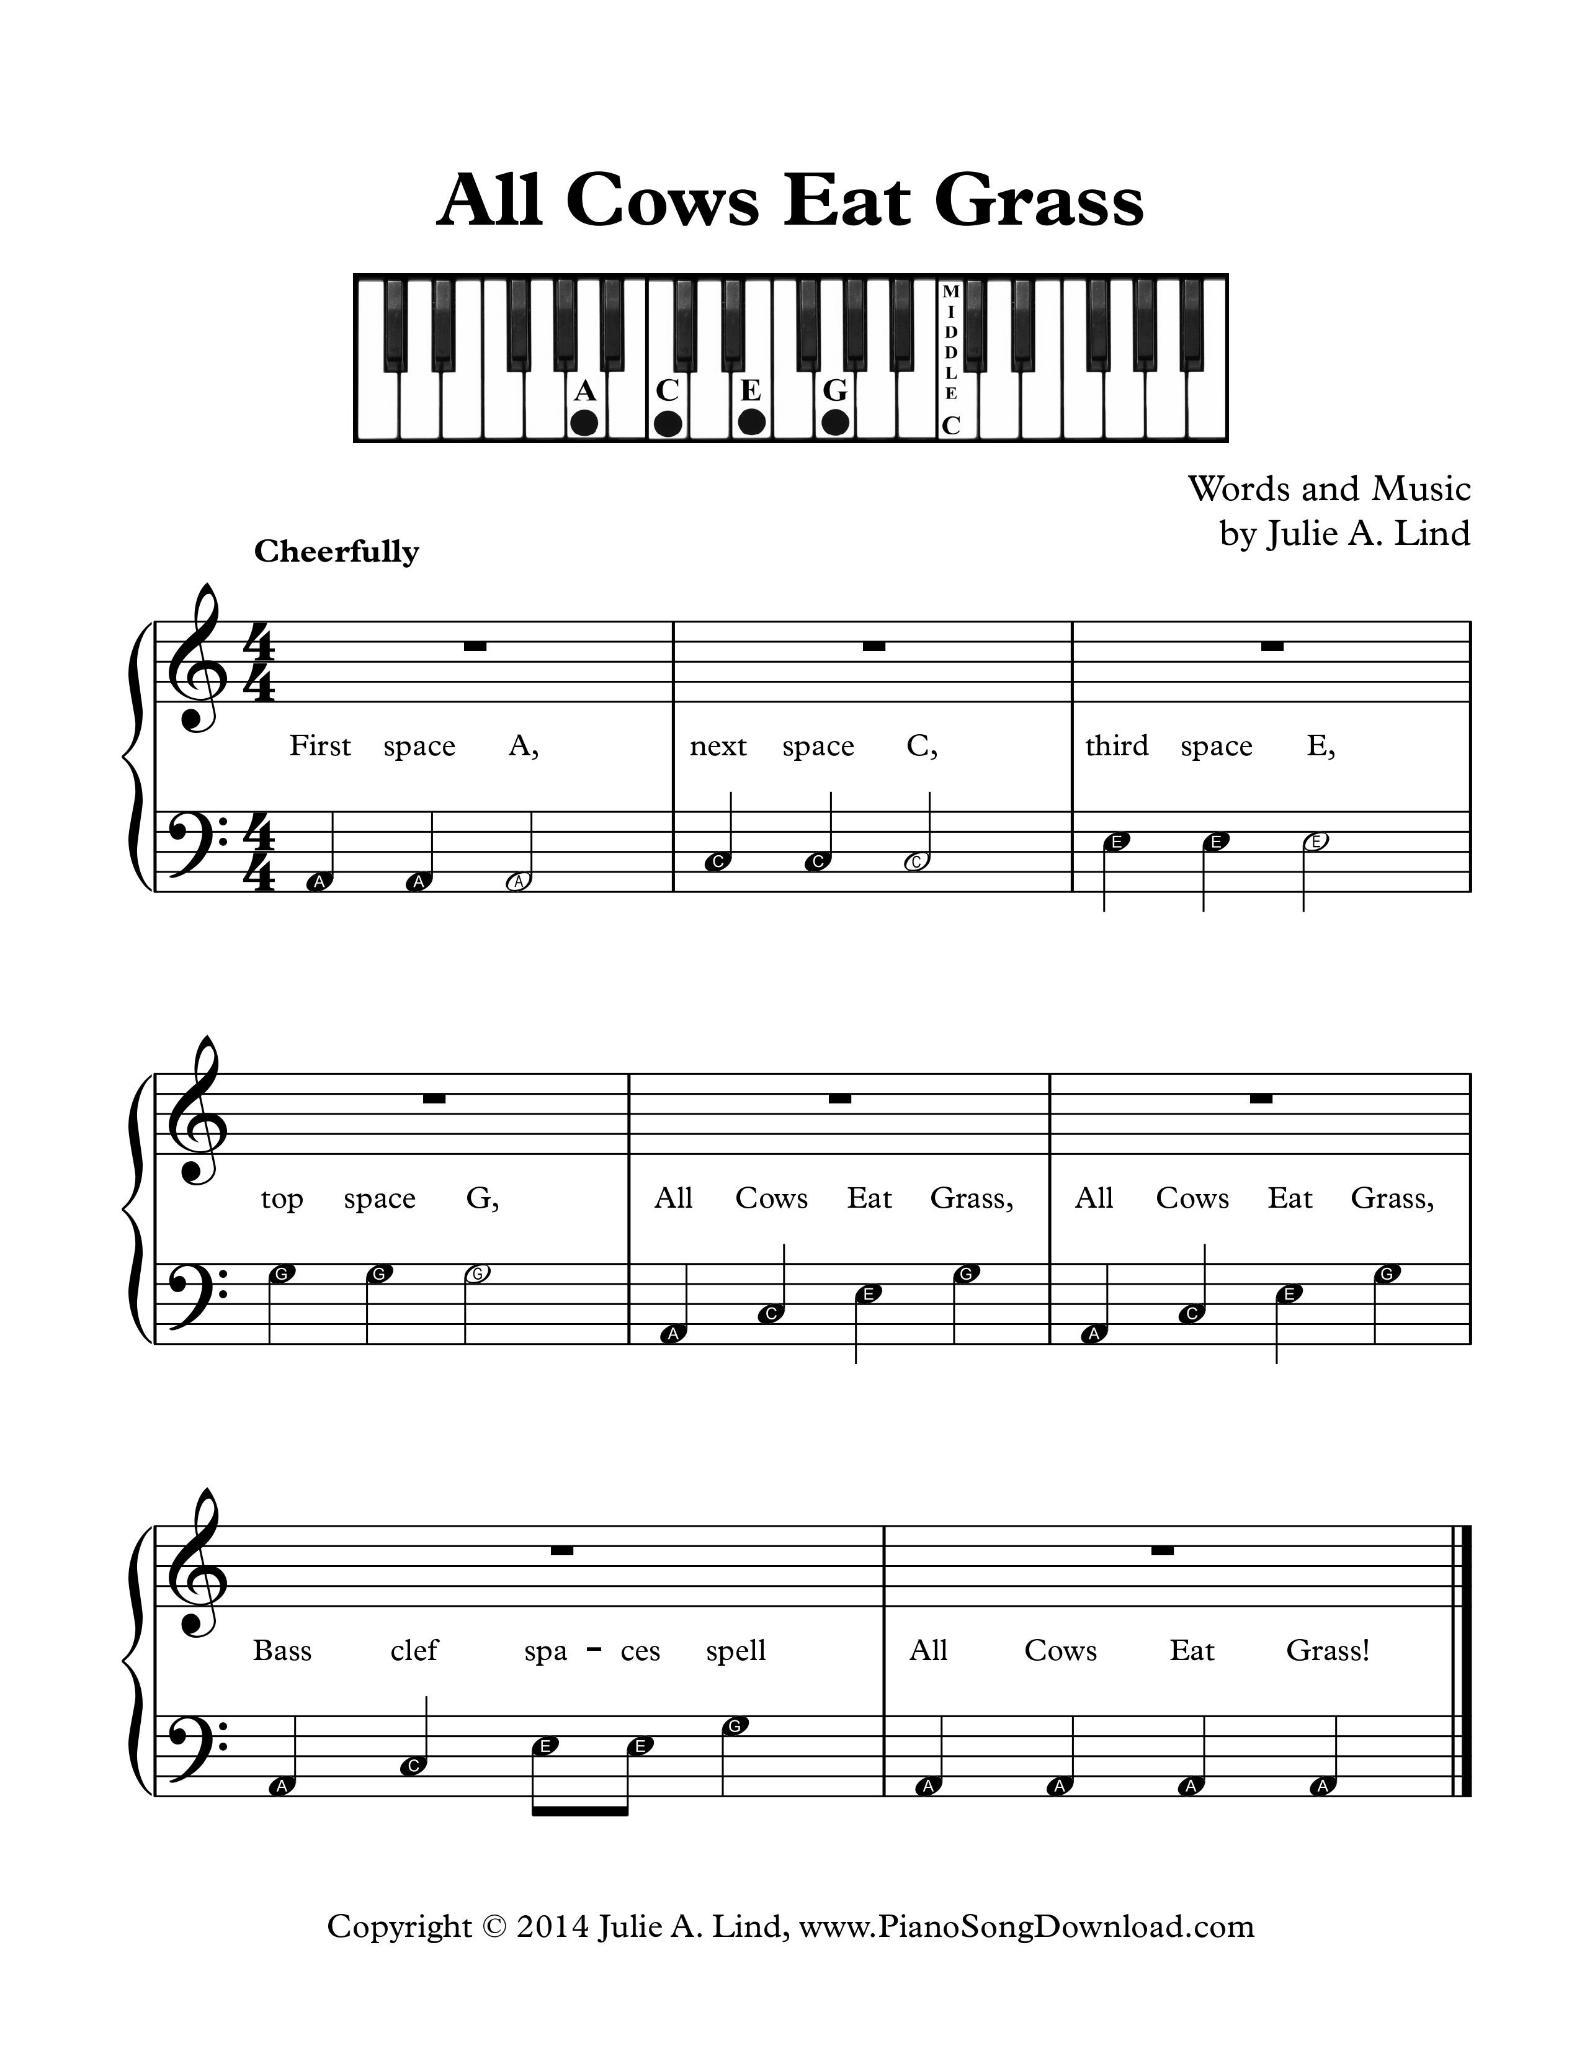 All Cows Eat Grass
MIDDLE
A C E G C
Words and Music
by Julie A. Lind
Cheerfully
4 4
First space A, next space C, third space E,
4 4
A A A C C C E E E
top space G, All Cows Eat Grass, All Cows Eat Grass,
G G G A C E G A C E G
Bass clef spa - ces spell All Cows Eat Grass!
A C E E G A A A A
Copyright © 2014 Julie A. Lind, www.PianoSongDownload.com